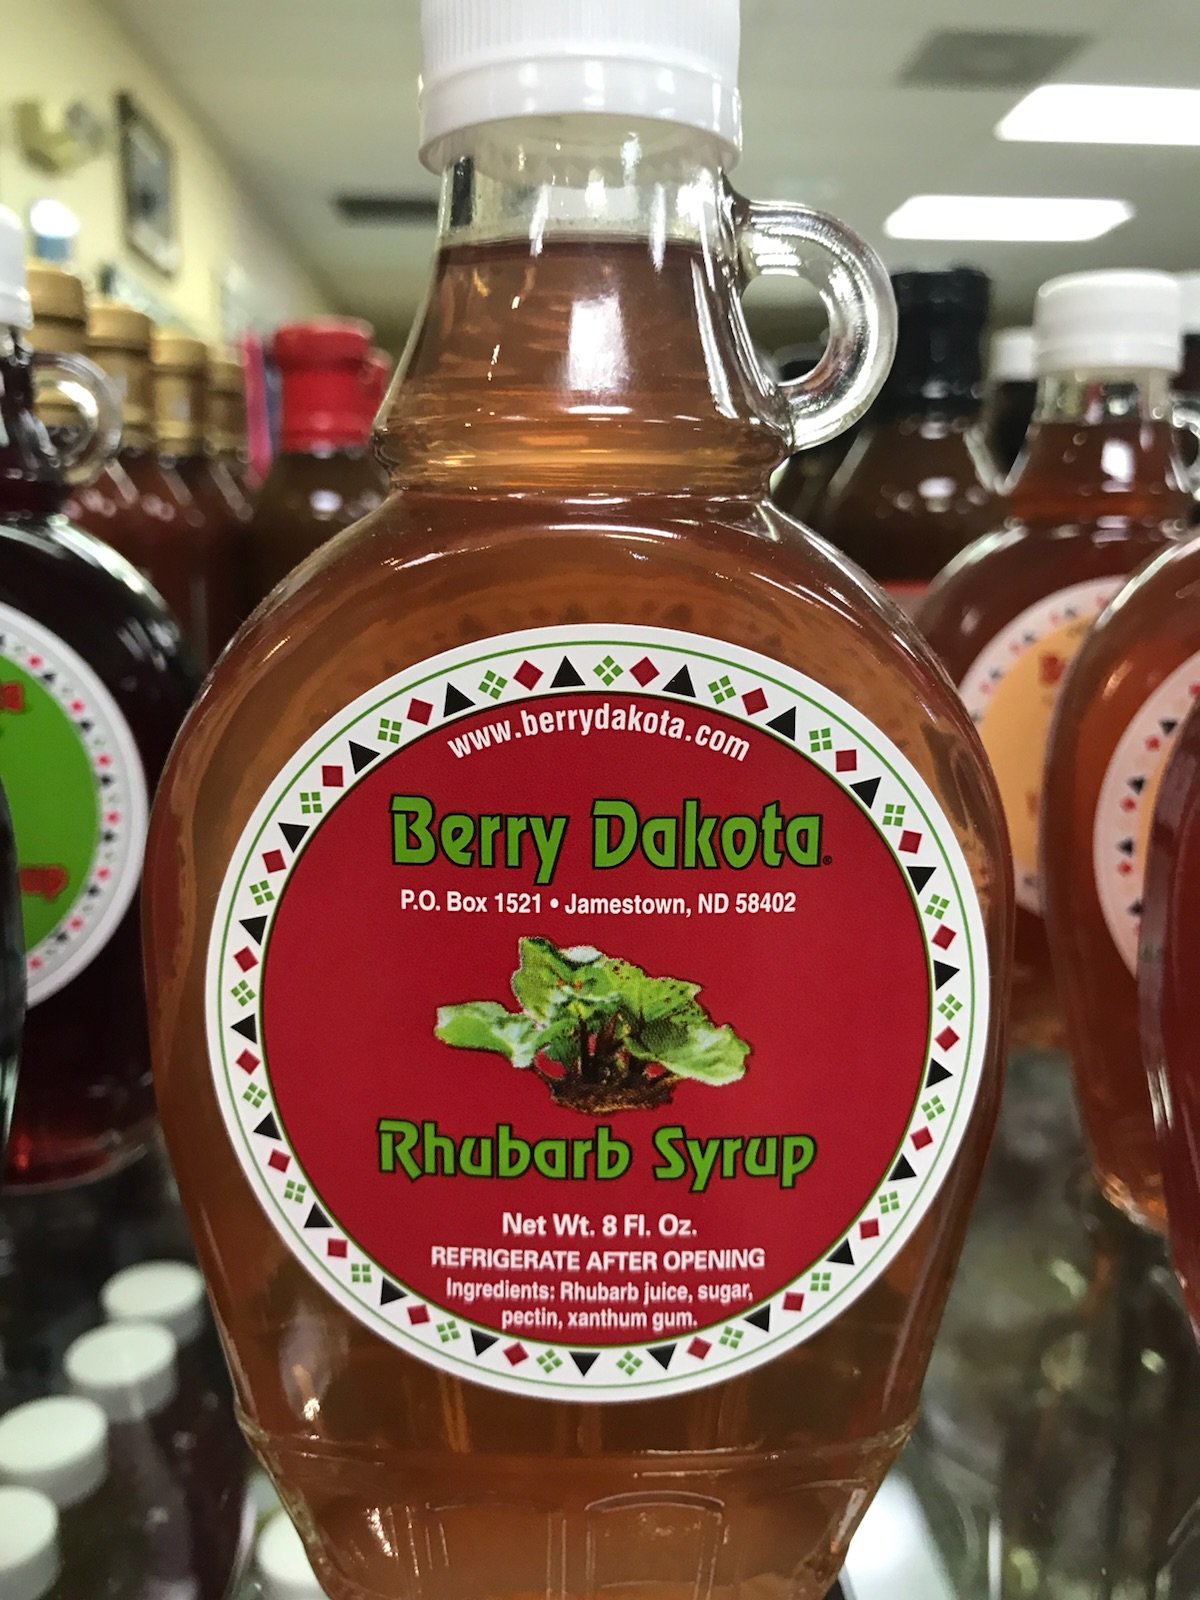 www.berrydakota.com
Berry Dakota®
P.O. Box 1521 • Jamestown, ND 58402
Rhubarb Syrup
Net Wt. 8 Fl. Oz.
REFRIGERATE AFTER OPENING
Ingredients: Rhubarb juice, sugar,
pectin, xanthum gum.